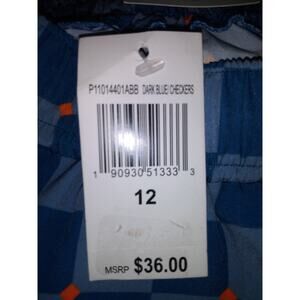 P11014401ABB DARK BLUE CHECKERS
1 90930 51333 3
12
MSRP $36.00